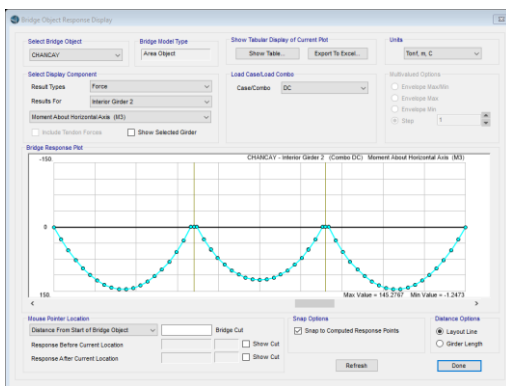 Bridge Object Response Display
Select Bridge Object
CHANCAY
Bridge Model Type
Area Object
Show Tabular Display of Current Plot
Show Table...
Export To Excel...
Units
Tonf, m, C
Select Display Component
Result Types
Force
Results For
Interior Girder 2
Moment About Horizontal Axis (M3)
Include Tendon Forces
Show Selected Girder
Load Case/Load Combo
Case/Combo
DC
Multivalued Options
Envelope Max/Min
Envelope Max
Envelope Min
Step
1
Bridge Response Plot
-150.
CHANCAY - Interior Girder 2 (Combo DC) Moment About Horizontal Axis (M3)
0
150.
Max Value = 145.2767 Min Value = -1.2473
Mouse Pointer Location
Distance From Start of Bridge Object
Bridge Cut
Response Before Current Location
Show Cut
Response After Current Location
Show Cut
Snap Options
Snap to Computed Response Points
Distance Options
Layout Line
Girder Length
Refresh
Done